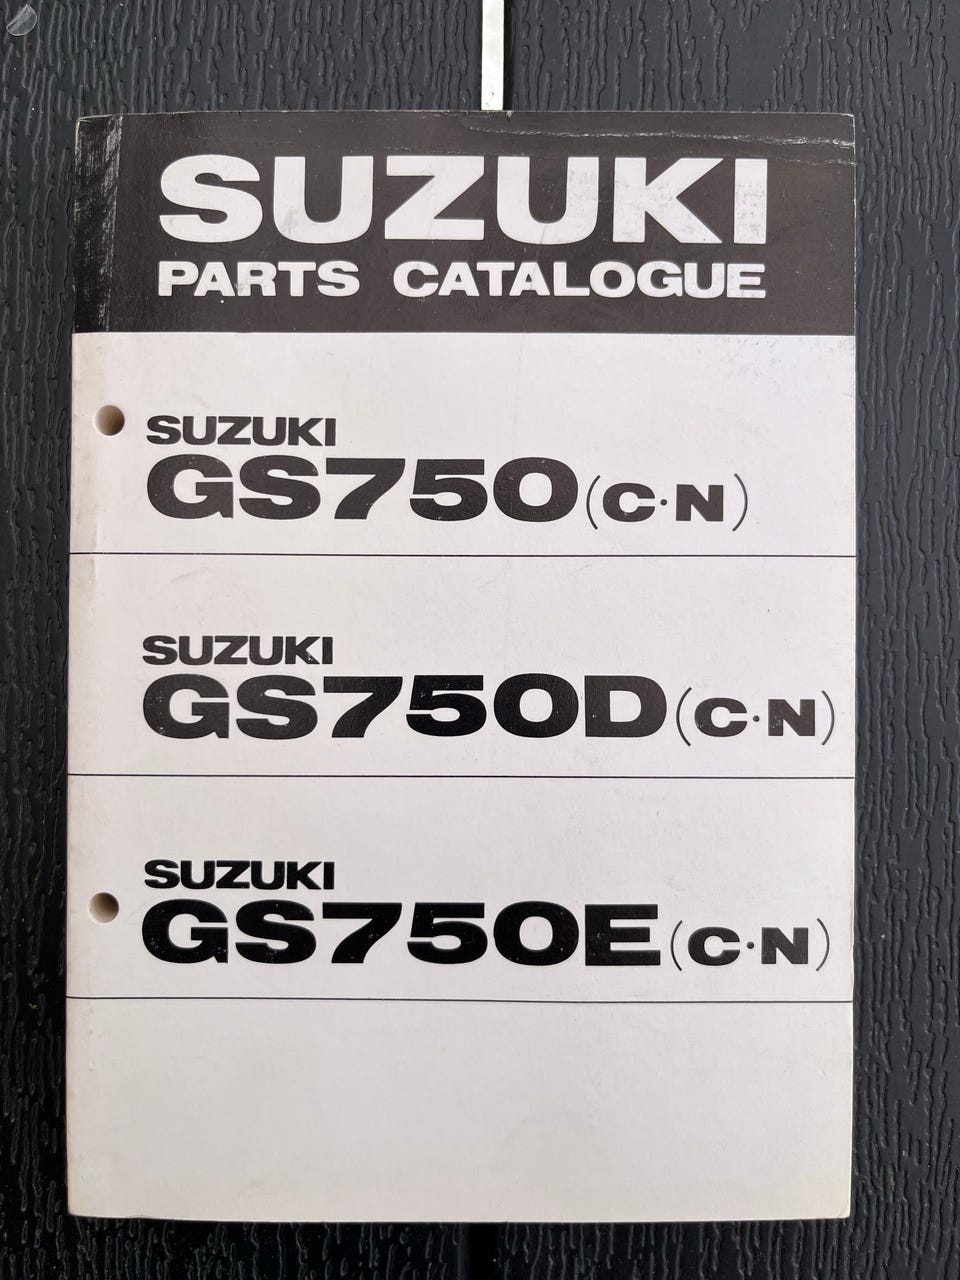 SUZUKI
PARTS CATALOGUE
SUZUKI
GS750(C·N)
SUZUKI
GS750D(C·N)
SUZUKI
GS750E(C·N)